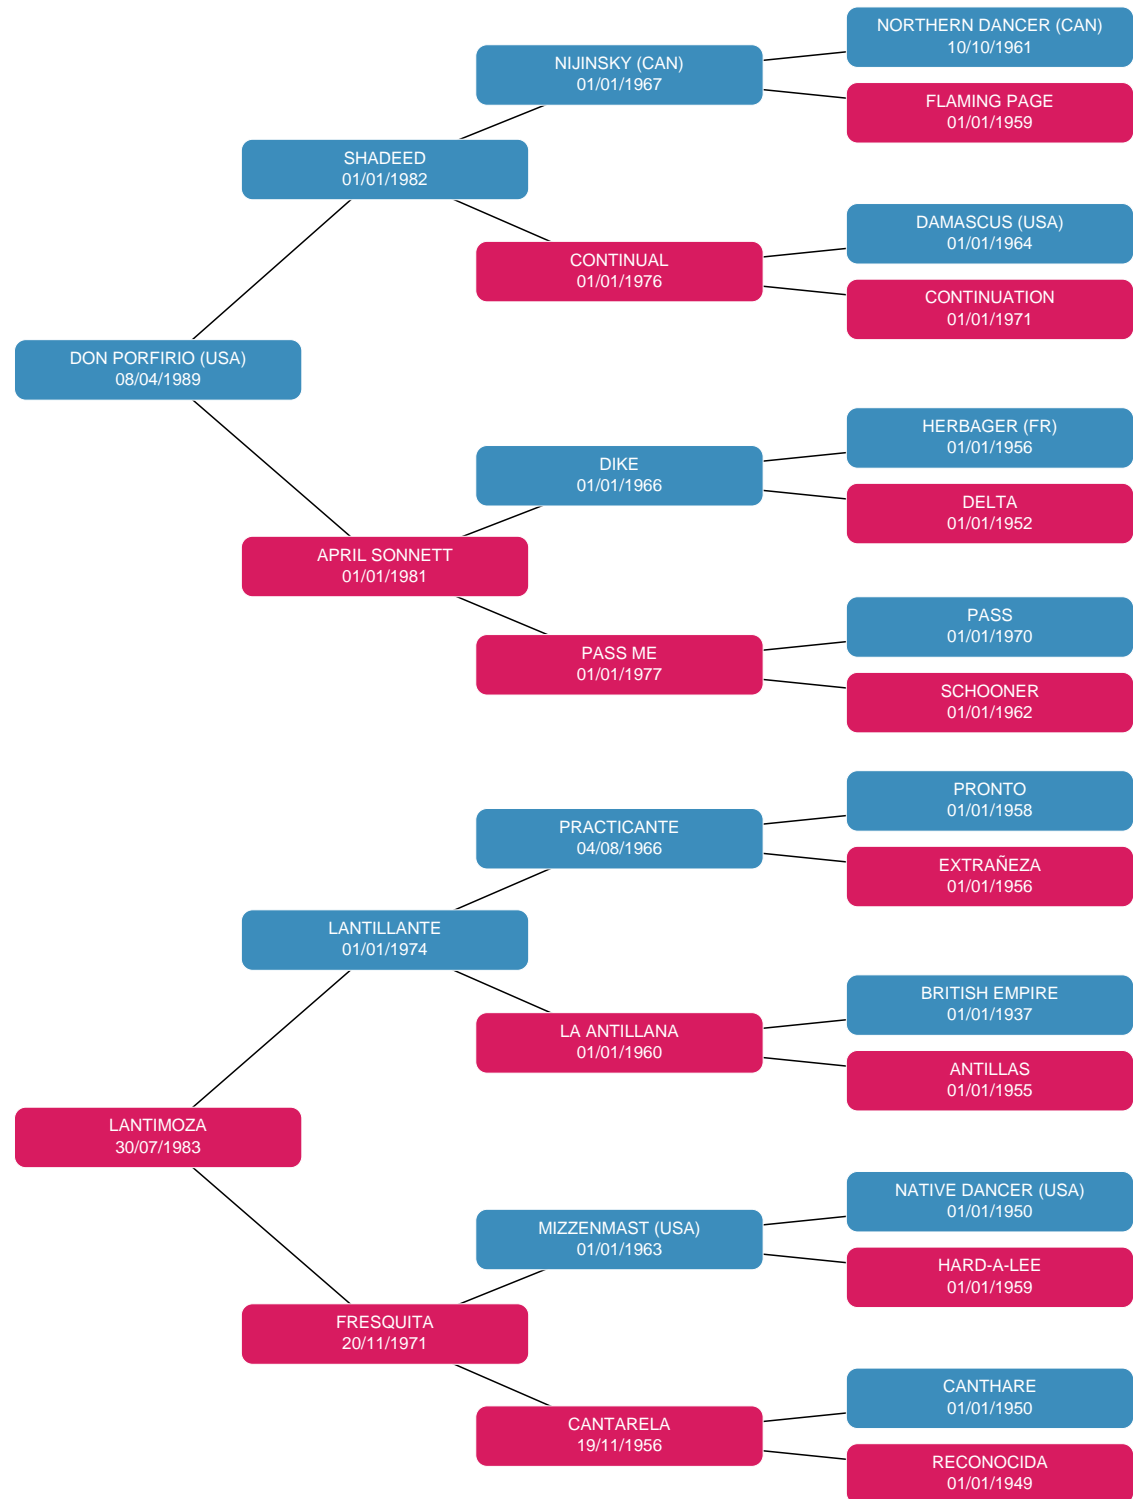 NORTHERN DANCER (CAN)
10/10/1961
NIJINSKY (CAN)
01/01/1967
FLAMING PAGE
01/01/1959
SHADEED
01/01/1982
DAMASCUS (USA)
01/01/1964
CONTINUAL
01/01/1976
CONTINUATION
01/01/1971
DON PORFIRIO (USA)
08/04/1989
HERBAGER (FR)
01/01/1956
DIKE
01/01/1966
DELTA
01/01/1952
APRIL SONNETT
01/01/1981
PASS
01/01/1970
PASS ME
01/01/1977
SCHOONER
01/01/1962
PRONTO
01/01/1958
PRACTICANTE
04/08/1966
EXTRAÑEZA
01/01/1956
LANTILLANTE
01/01/1974
BRITISH EMPIRE
01/01/1937
LA ANTILLANA
01/01/1960
ANTILLAS
01/01/1955
LANTIMOZA
30/07/1983
NATIVE DANCER (USA)
01/01/1950
MIZZENMAST (USA)
01/01/1963
HARD-A-LEE
01/01/1959
FRESQUITA
20/11/1971
CANTHARE
01/01/1950
CANTARELA
19/11/1956
RECONOCIDA
01/01/1949